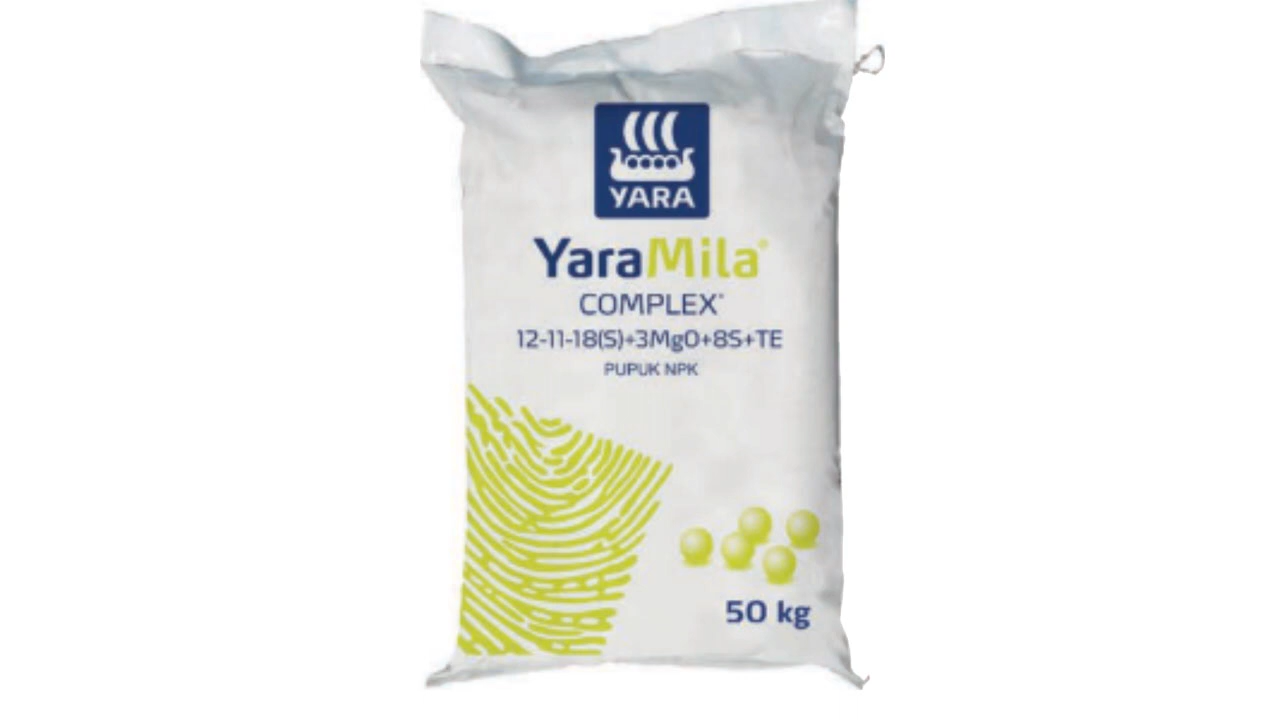 YARA
YaraMila®
COMPLEX®
12-11-18(S)+3MgO+8S+TE
PUPUK NPK
50 kg